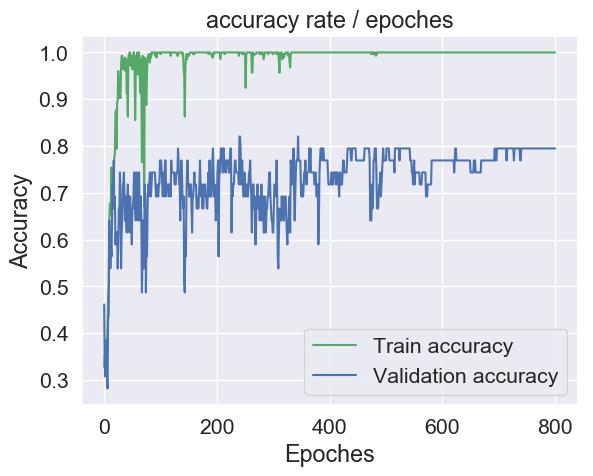 accuracy rate / epoches
1.0
0.9
0.8
0.7
0.6
0.5
0.4
0.3
Accuracy
Train accuracy
Validation accuracy
0 200 400 600 800
Epoches